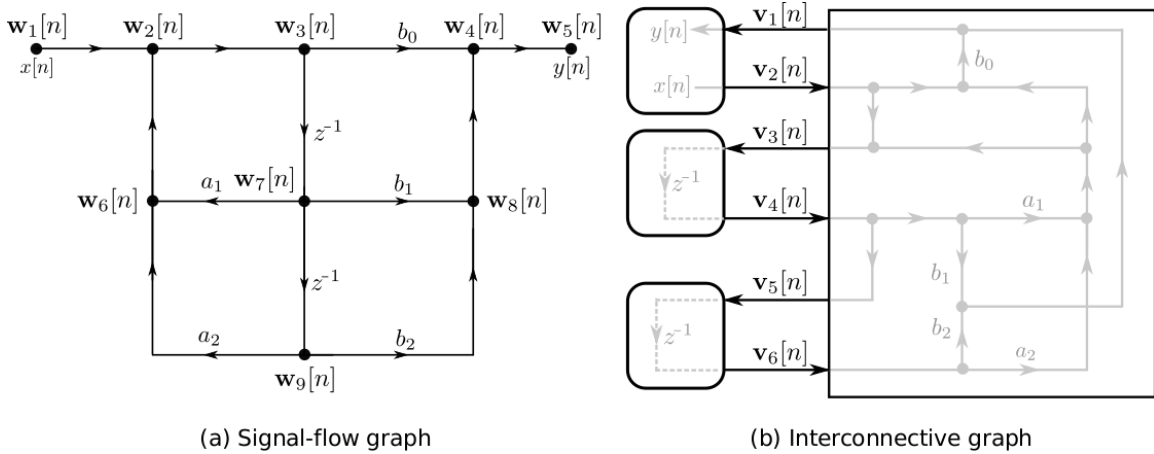 w₁[n] w₂[n] w₃[n] b₀ w₄[n] w₅[n]
x[n] y[n]
z⁻¹
w₆[n] a₁ w₇[n] b₁ w₈[n]
z⁻¹
a₂ b₂
w₉[n]
(a) Signal-flow graph
y[n] v₁[n]
b₀
x[n] v₂[n]
v₃[n]
z⁻¹
v₄[n] a₁
b₁
v₅[n]
z⁻¹ b₂
v₆[n] a₂
(b) Interconnective graph